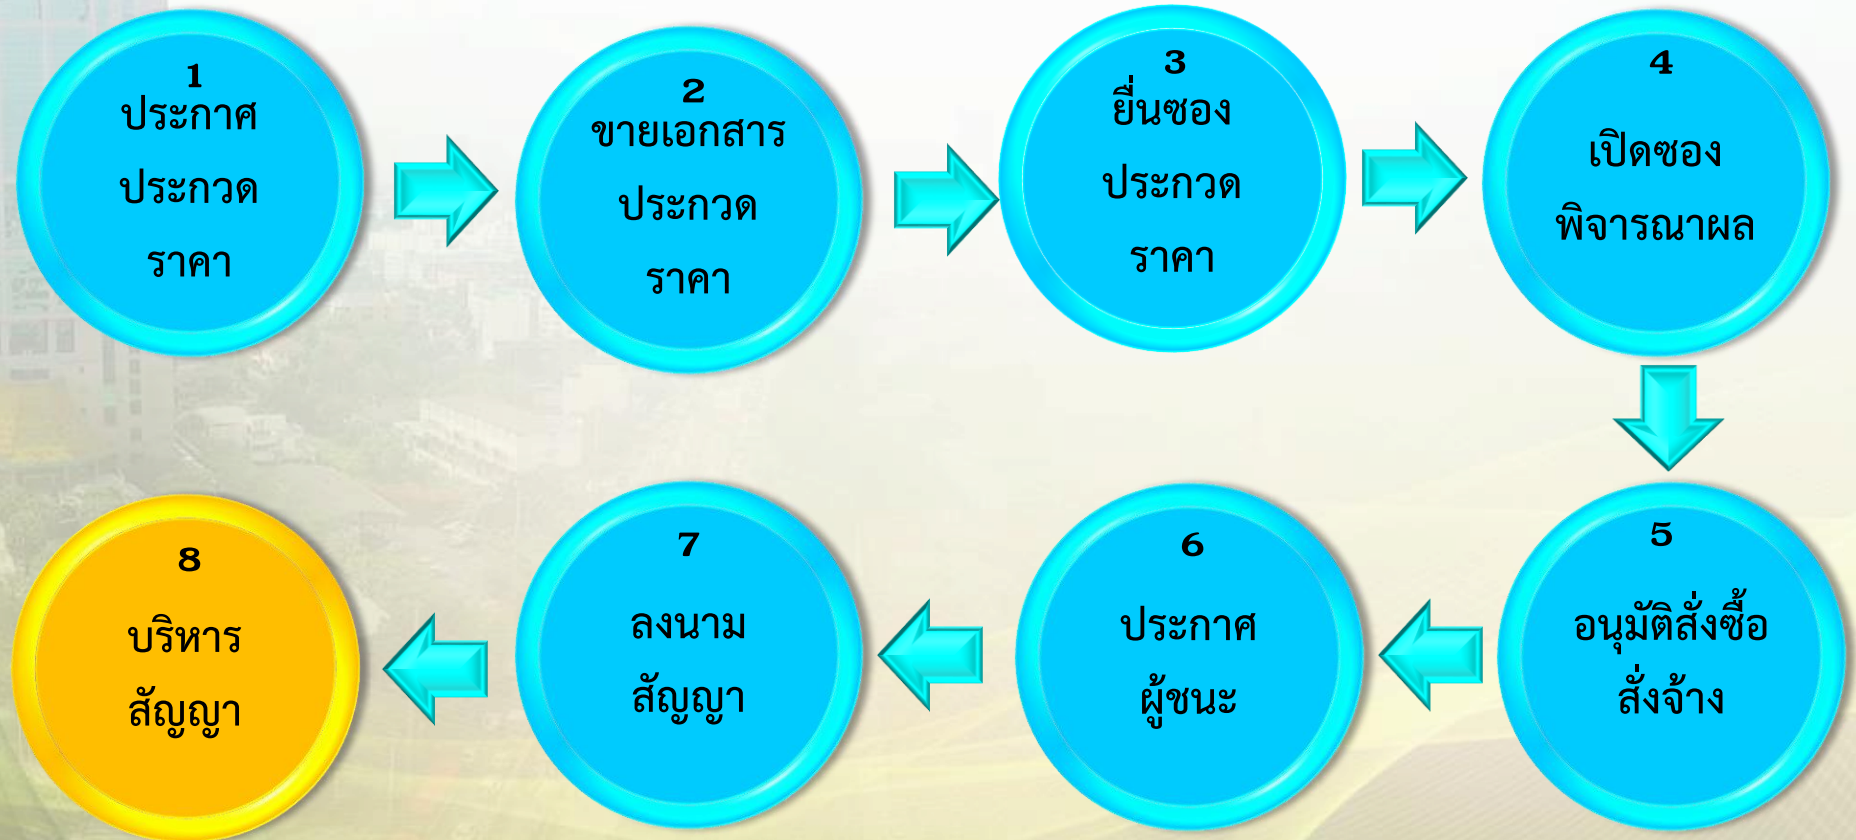 1
ประกาศ
ประกวด
ราคา
2
ขายเอกสาร
ประกวด
ราคา
3
ยื่นซอง
ประกวด
ราคา
4
เปิดซอง
พิจารณาผล
5
อนุมัติสั่งซื้อ
สั่งจ้าง
6
ประกาศ
ผู้ชนะ
7
ลงนาม
สัญญา
8
บริหาร
สัญญา